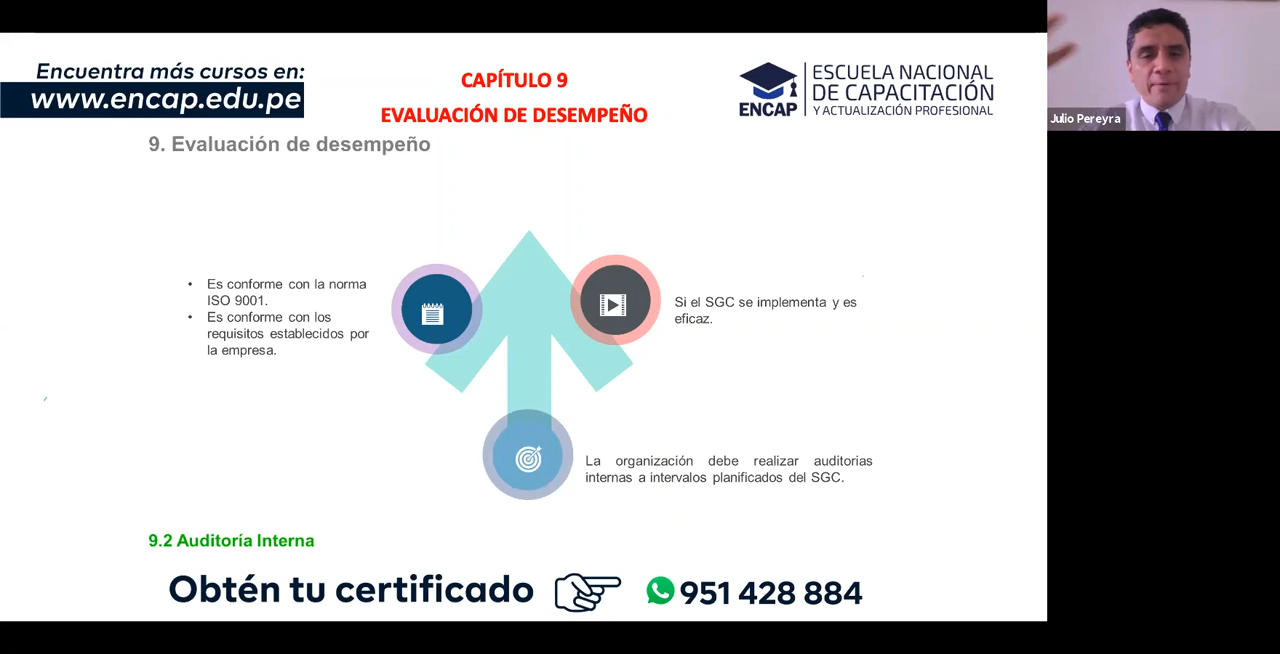 Encuentra más cursos en:
www.encap.edu.pe
CAPÍTULO 9
EVALUACIÓN DE DESEMPEÑO
ENCAP
ESCUELA NACIONAL
DE CAPACITACIÓN
Y ACTUALIZACIÓN PROFESIONAL
Julio Pereyra
9. Evaluación de desempeño
• Es conforme con la norma
ISO 9001.
• Es conforme con los
requisitos establecidos por
la empresa.
Si el SGC se implementa y es
eficaz.
La organización debe realizar auditorias
internas a intervalos planificados del SGC.
9.2 Auditoría Interna
Obtén tu certificado
951 428 884